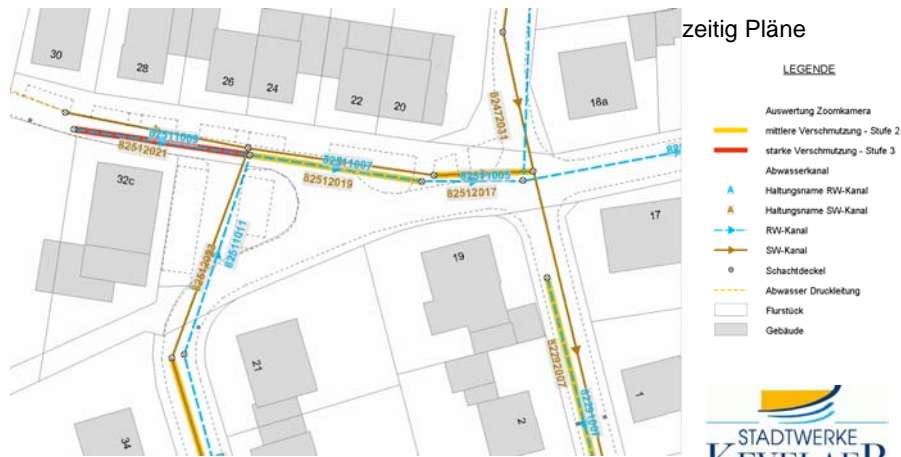 zeitig Pläne
LEGENDE
Auswertung Zoomkamera
mittlere Verschmutzung - Stufe 2
starke Verschmutzung - Stufe 3
Abwasserkanal
A Haltungsname RW-Kanal
A Haltungsname SW-Kanal
RW-Kanal
SW-Kanal
Schachtdeckel
Abwasser Druckleitung
Flurstück
Gebäude
STADTWERKE
KEVELAER
30
28
26
24
22
20
18a
82472031
82511009
82512021
82511007
82512019
82511005
82512017
32c
82512023
82511011
19
17
21
34
2
1
82292007
82291007